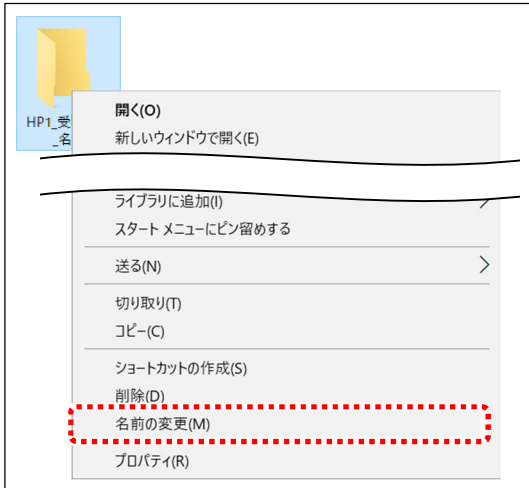 HP1_受
_名
開く(O)
新しいウィンドウで開く(E)
ライブラリに追加(I)
スタート メニューにピン留めする
送る(N)
切り取り(T)
コピー(C)
ショートカットの作成(S)
削除(D)
名前の変更(M)
プロパティ(R)